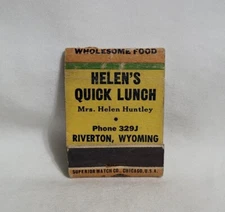 WHOLESOME FOOD
HELEN'S
QUICK LUNCH
Mrs. Helen Huntley
Phone 329J
RIVERTON, WYOMING
SUPERIOR MATCH CO. CHICAGO, U.S.A.